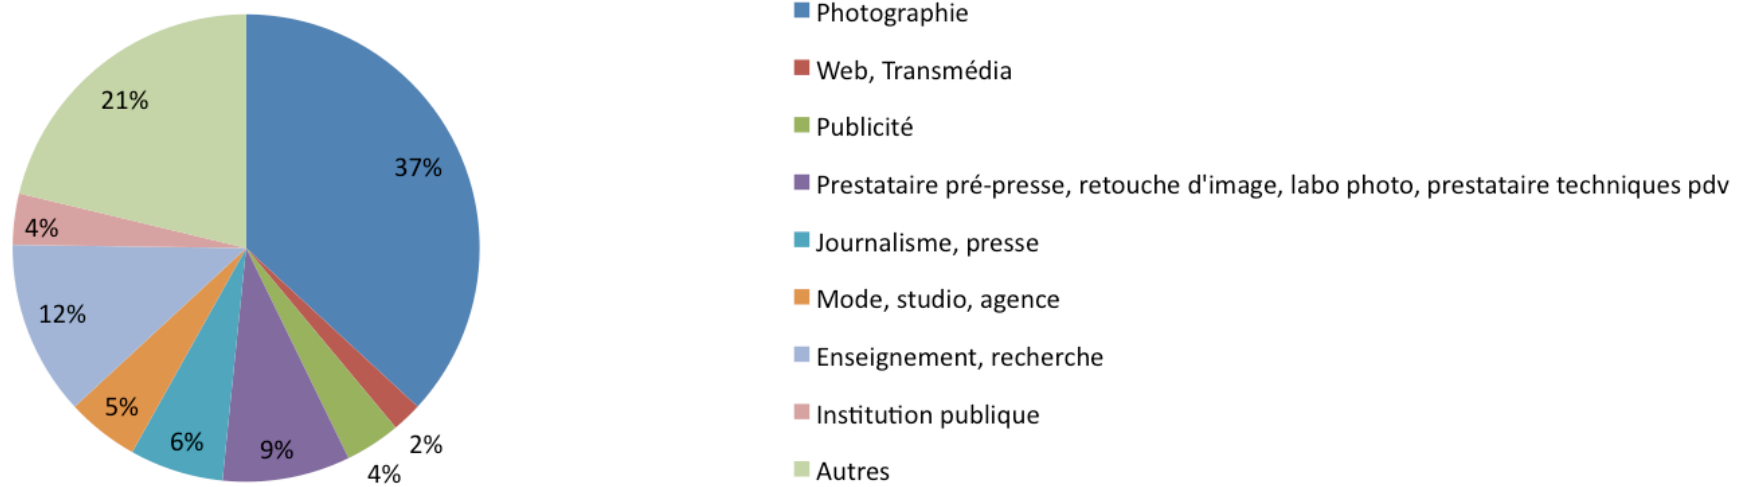 37%
2%
4%
9%
6%
5%
12%
4%
21%
Photographie
Web, Transmédia
Publicité
Prestataire pré-presse, retouche d'image, labo photo, prestataire techniques pdv
Journalisme, presse
Mode, studio, agence
Enseignement, recherche
Institution publique
Autres